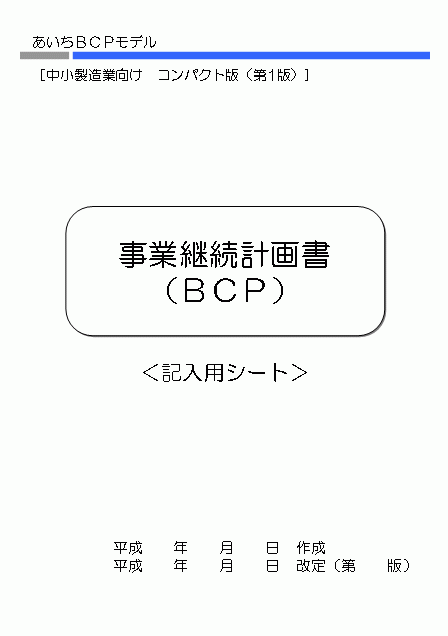 あいちＢＣＰモデル
［中小製造業向け　コンパクト版（第1版）］
事業継続計画書
（ＢＣＰ）
＜記入用シート＞
平成　　年　　月　　日　作成
平成　　年　　月　　日　改定（第　　版）